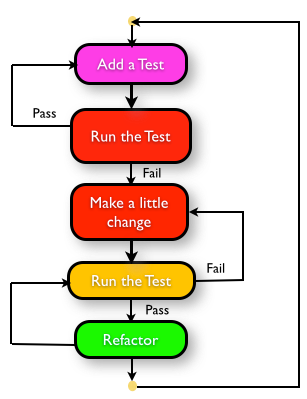 Add a Test
Pass
Run the Test
Fail
Make a little
change
Fail
Run the Test
Pass
Refactor